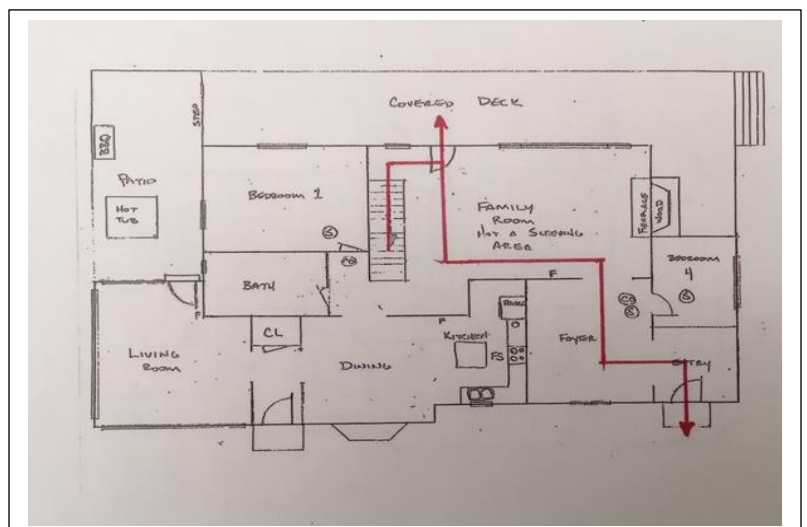 COVERED DECK
STEP
BBQ
PATIO
HOT
TUB
BEDROOM 1
S
CO
BATH
FAMILY
ROOM
NOT A SLEEPING
AREA
FIREPLACE
WOOD
BEDROOM
4
S
CO
S
F
F
CL
LIVING
ROOM
DINING
KITCHEN
FS
FOYER
ENTRY